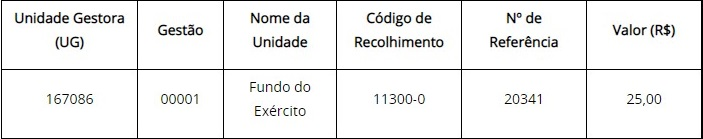 Unidade Gestora
(UG)
Gestão
Nome da
Unidade
Código de
Recolhimento
Nº de
Referência
Valor (R$)
167086
00001
Fundo do
Exército
11300-0
20341
25,00